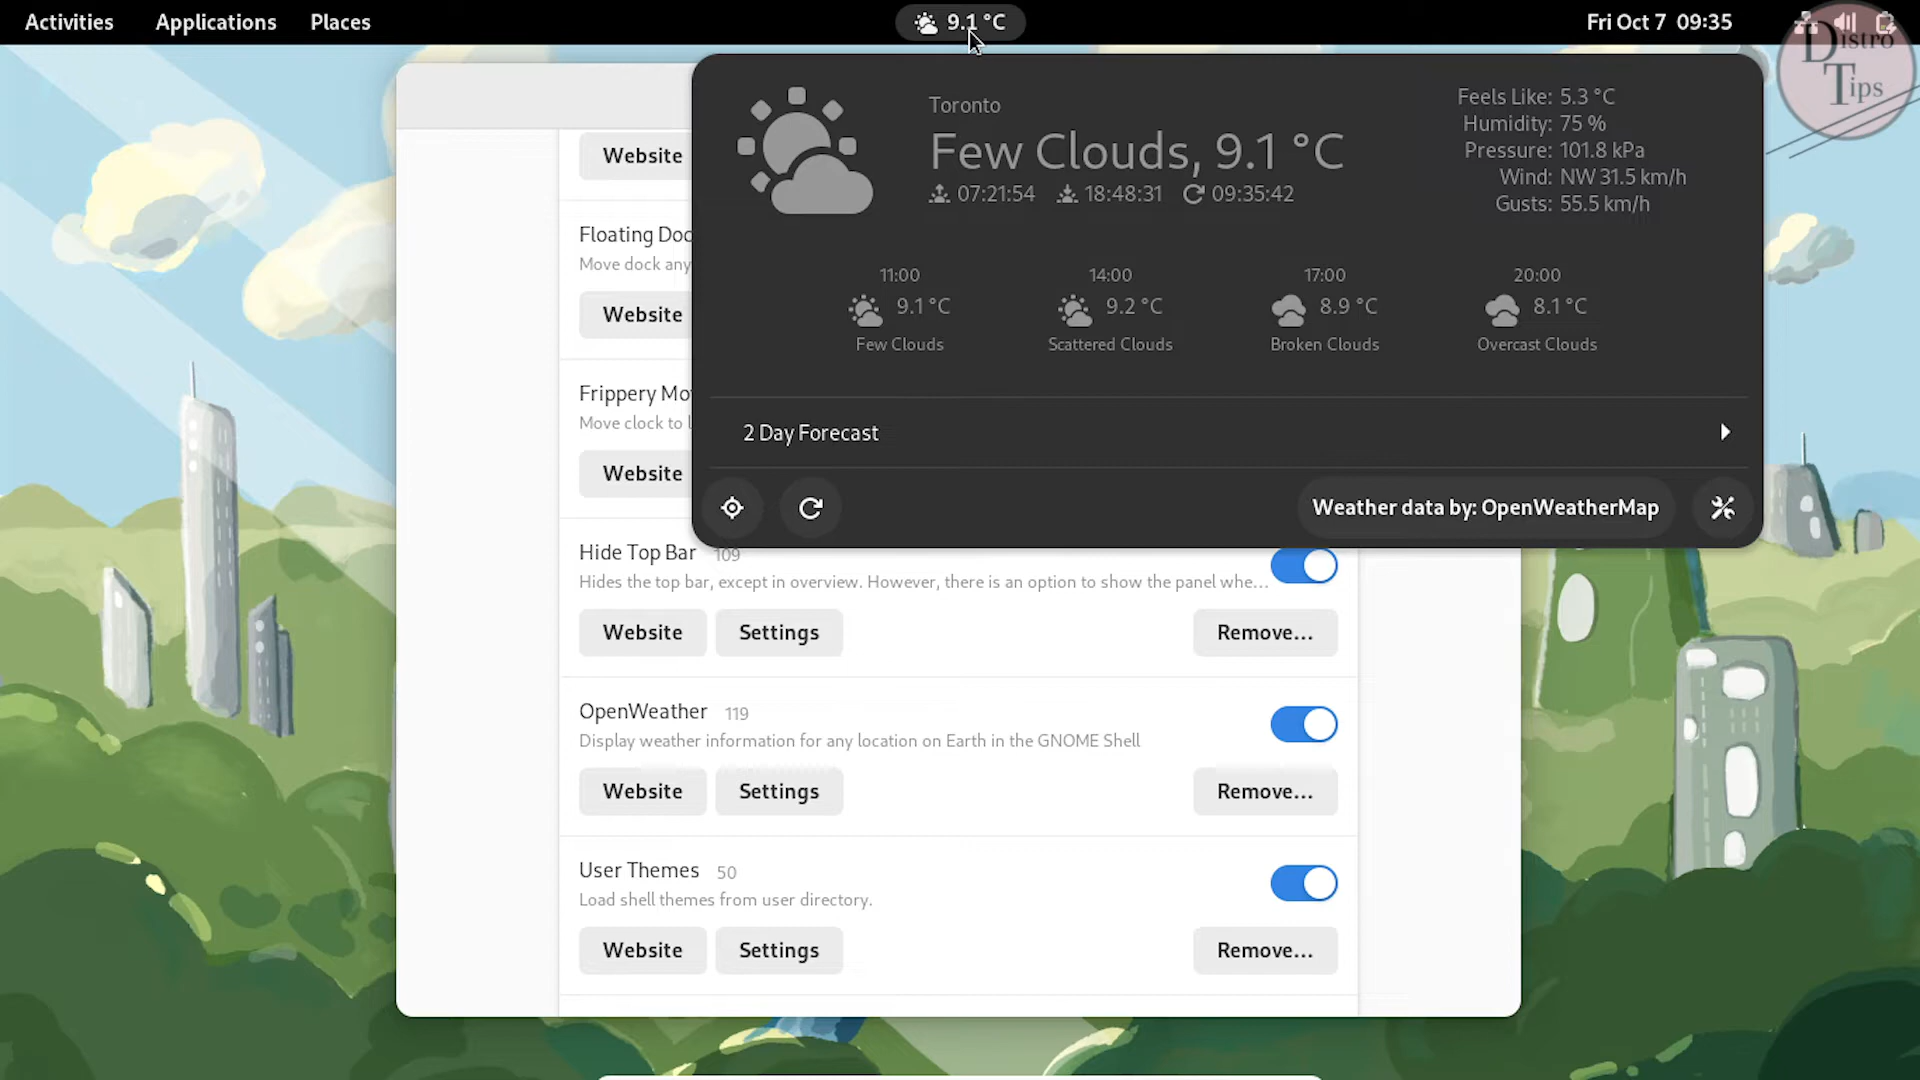 Activities Applications Places 9.1 °C Fri Oct 7 09:35
Distro
Tips
Toronto
Few Clouds, 9.1 °C
07:21:54 18:48:31 09:35:42
Feels Like: 5.3 °C
Humidity: 75 %
Pressure: 101.8 kPa
Wind: NW 31.5 km/h
Gusts: 55.5 km/h
11:00 14:00 17:00 20:00
9.1 °C 9.2 °C 8.9 °C 8.1 °C
Few Clouds Scattered Clouds Broken Clouds Overcast Clouds
2 Day Forecast
Weather data by: OpenWeatherMap
Website
Floating Doc
Move dock any
Website
Frippery Mo
Move clock to l
Website
Hide Top Bar 109
Hides the top bar, except in overview. However, there is an option to show the panel whe...
Website Settings Remove...
OpenWeather 119
Display weather information for any location on Earth in the GNOME Shell
Website Settings Remove...
User Themes 50
Load shell themes from user directory.
Website Settings Remove...